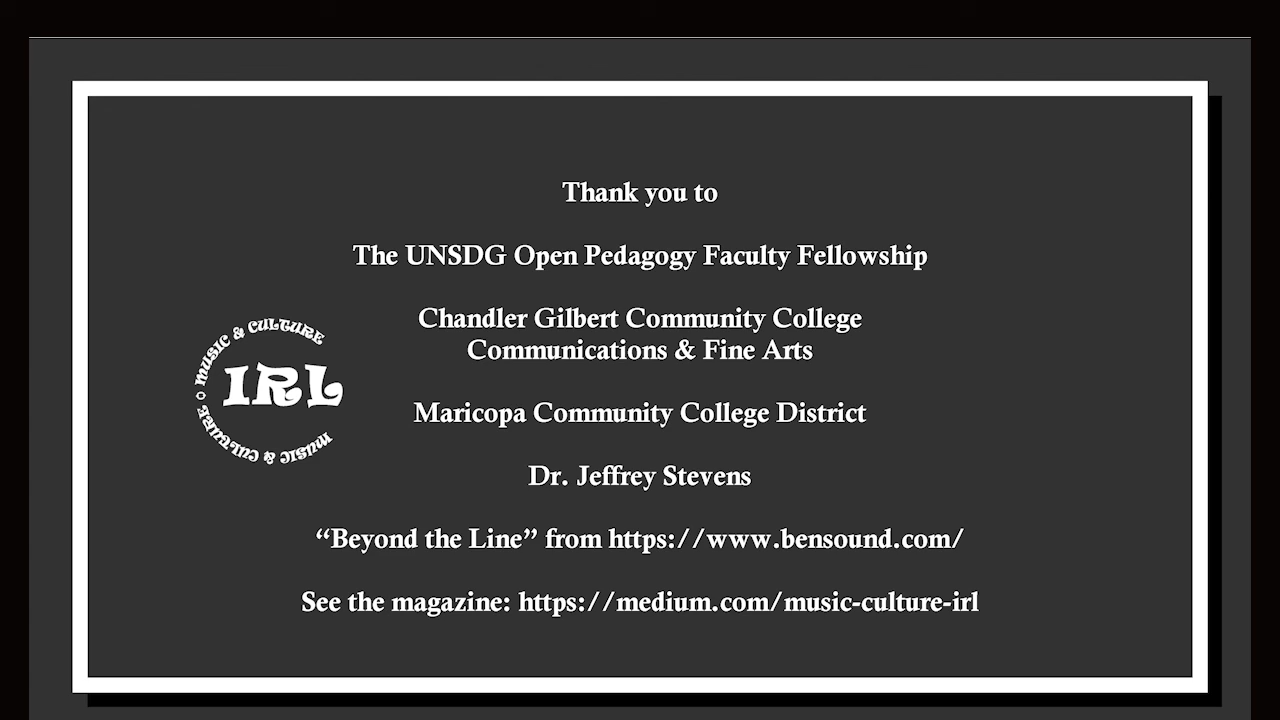 Thank you to
The UNSDG Open Pedagogy Faculty Fellowship
Chandler Gilbert Community College
Communications & Fine Arts
MUSIC & CULTURE
IRL
MUSIC & CULTURE
Maricopa Community College District
Dr. Jeffrey Stevens
“Beyond the Line” from https://www.bensound.com/
See the magazine: https://medium.com/music-culture-irl